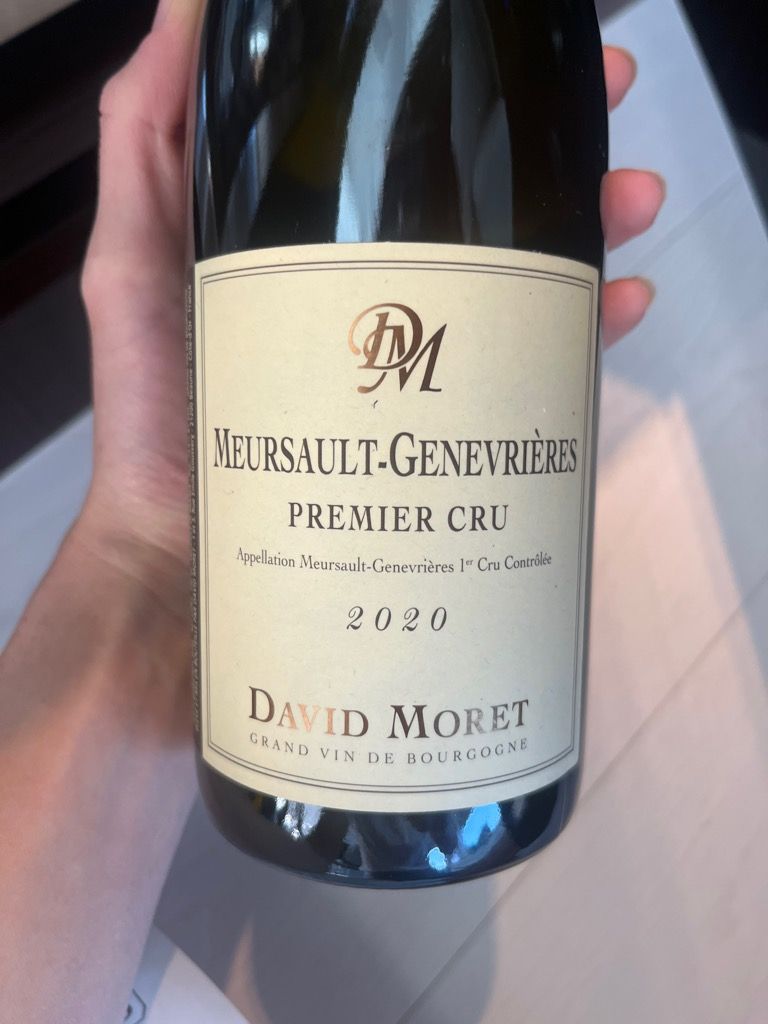 DM
MEURSAULT-GENEVRIÈRES
PREMIER CRU
Appellation Meursault-Genevrières 1er Cru Contrôlée
2020
DAVID MORET
GRAND VIN DE BOURGOGNE